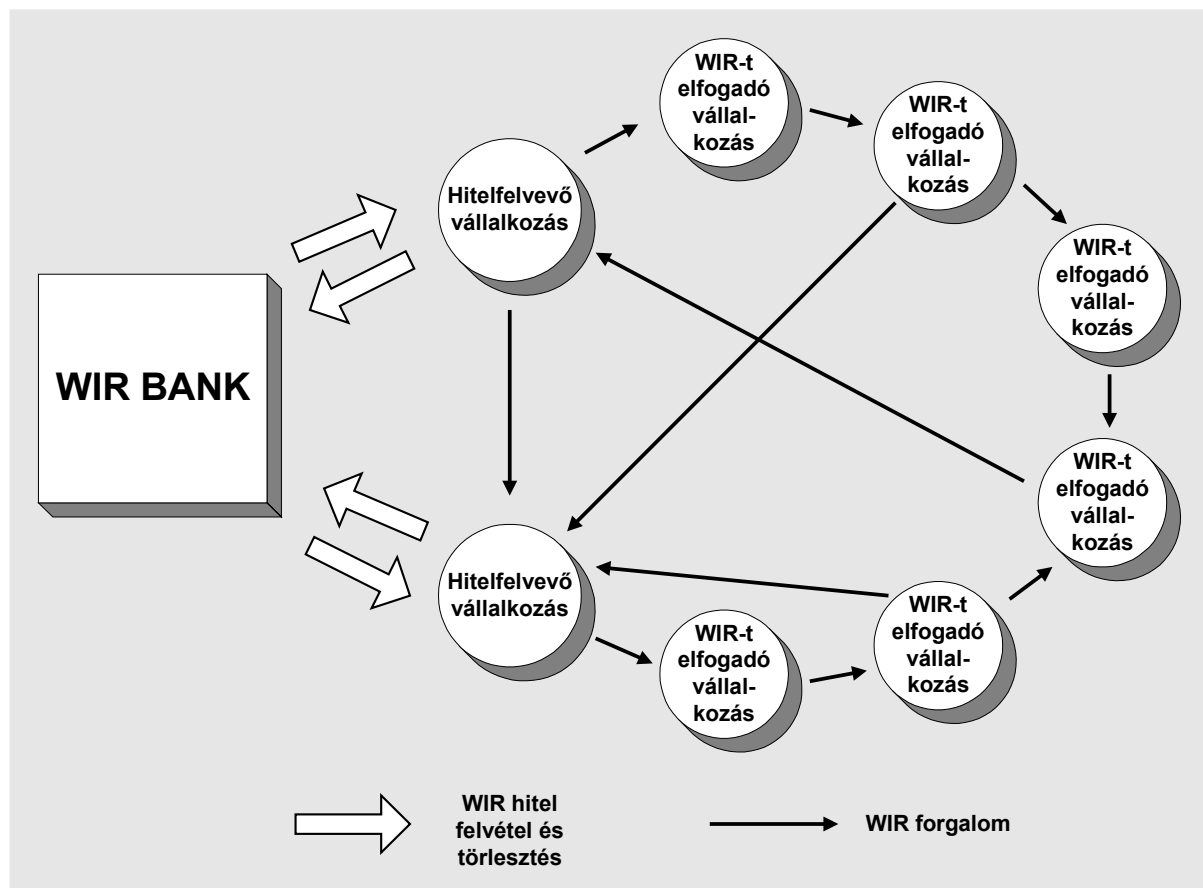 WIR-t
elfogadó
vállal-
kozás
WIR-t
elfogadó
vállal-
kozás
Hitelfelvevő
vállalkozás
WIR-t
elfogadó
vállal-
kozás
WIR BANK
WIR-t
elfogadó
vállal-
kozás
Hitelfelvevő
vállalkozás
WIR-t
elfogadó
vállal-
kozás
WIR-t
elfogadó
vállal-
kozás
WIR hitel
felvétel és
törlesztés
WIR forgalom